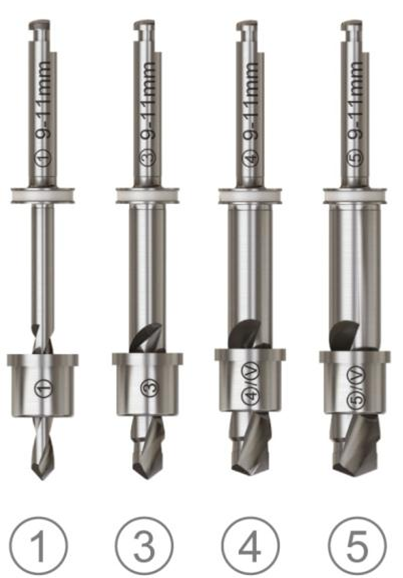 ① 9-11mm
③ 9-11mm
④ 9-11mm
⑤ 9-11mm
①
③
④/V
⑤/V
① ③ ④ ⑤